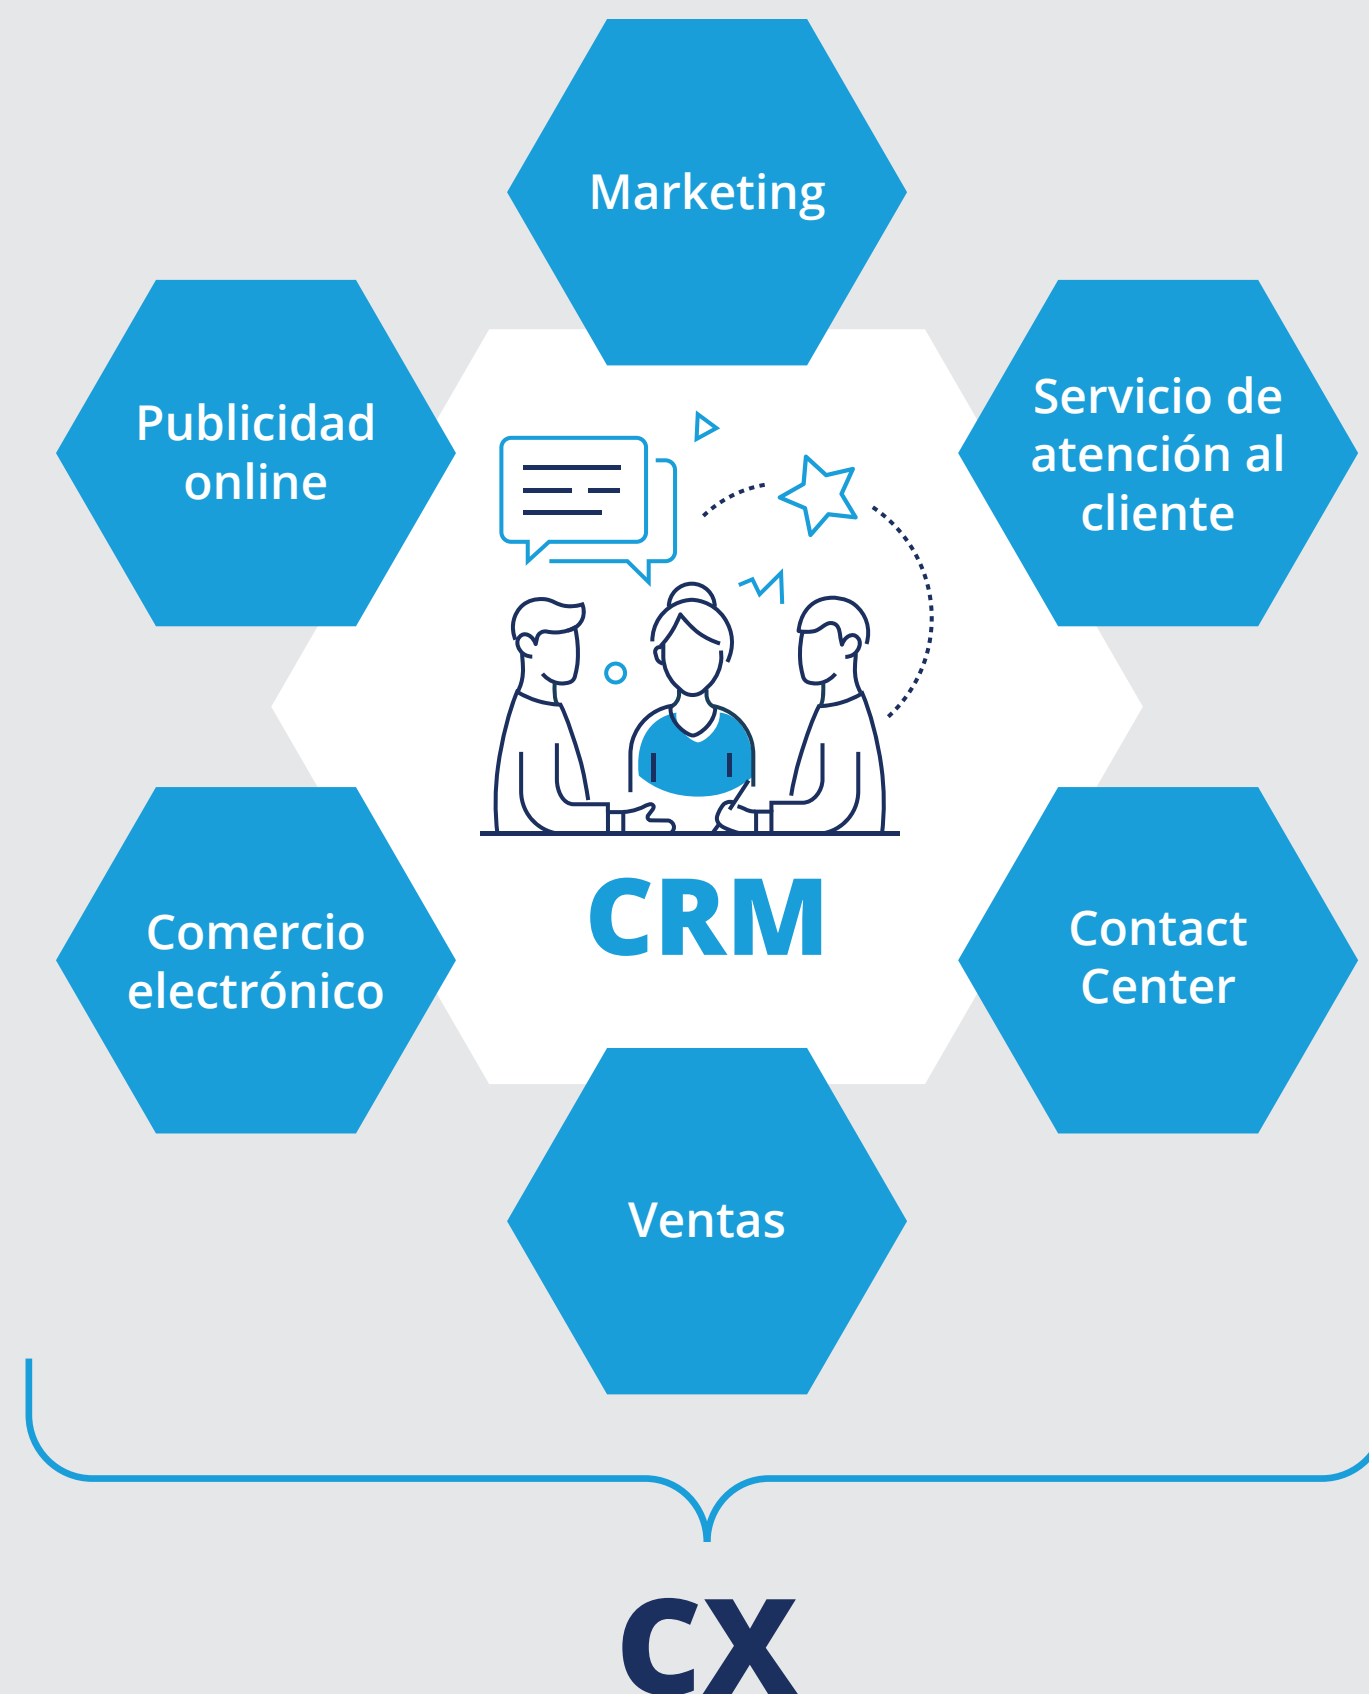 Marketing
Publicidad
online
Servicio de
atención al
cliente
CRM
Comercio
electrónico
Contact
Center
Ventas
CX